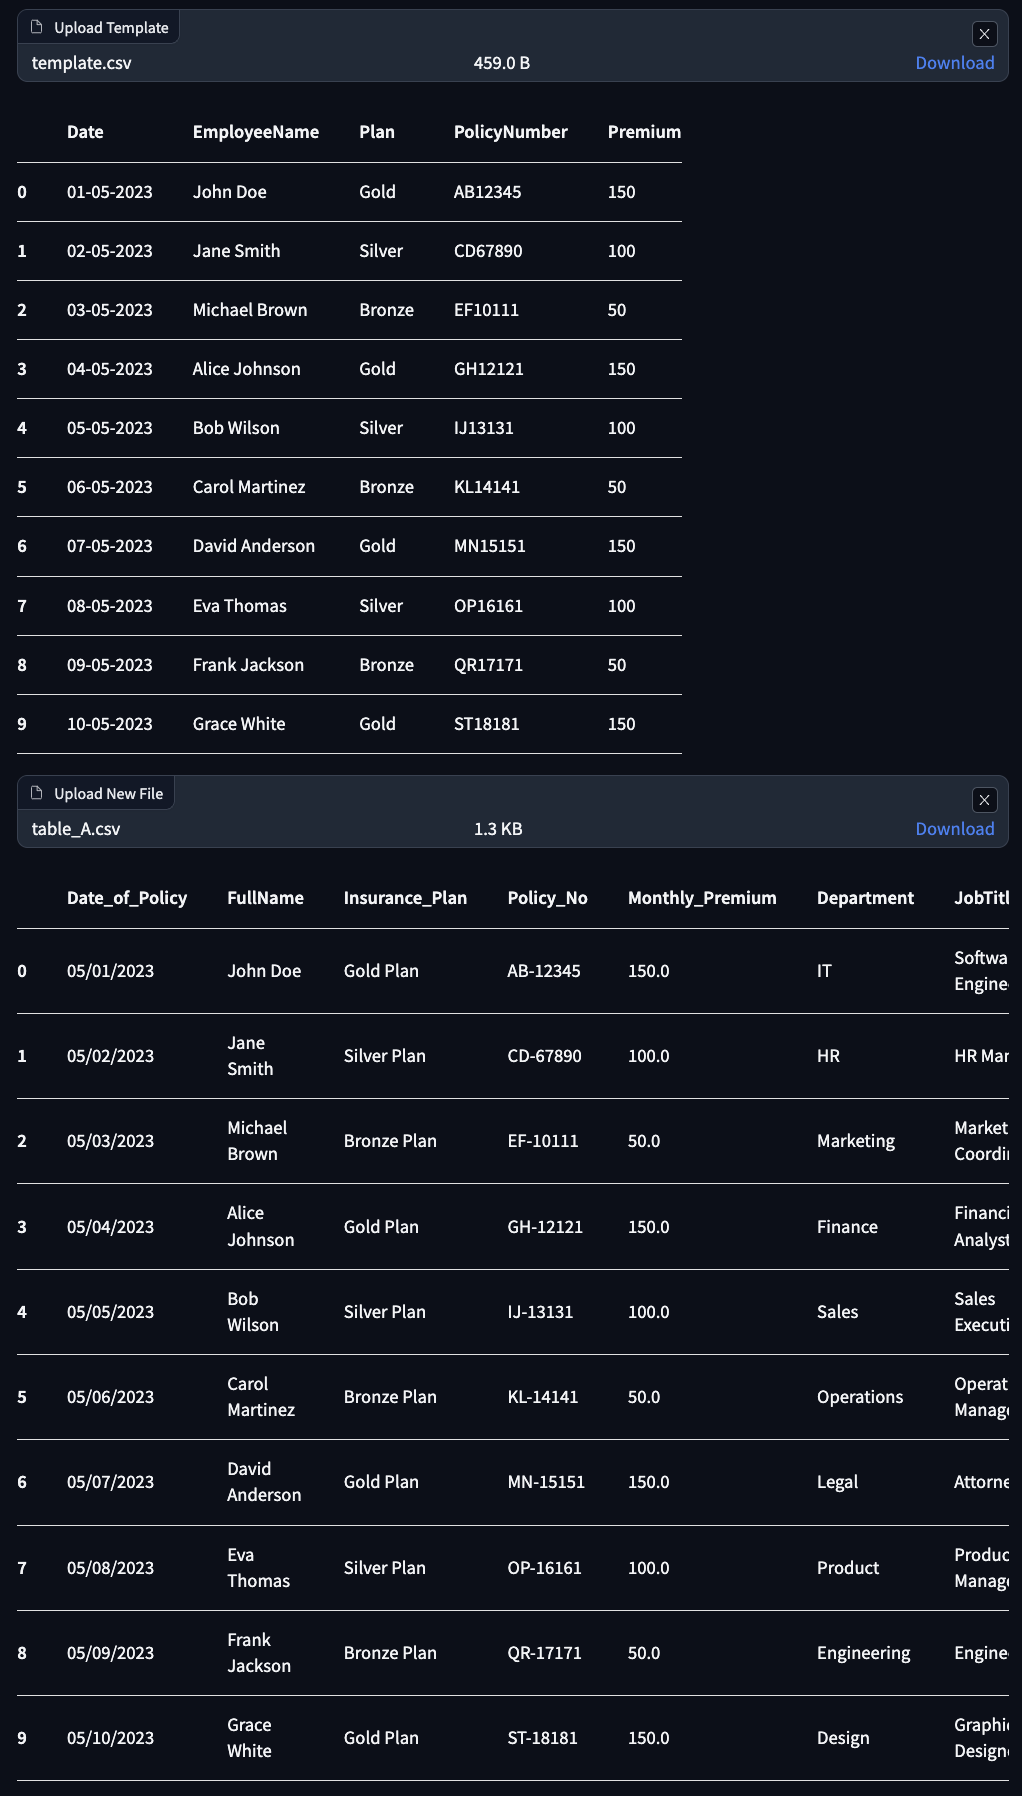 Upload Template
template.csv 459.0 B Download
Date EmployeeName Plan PolicyNumber Premium
0 01-05-2023 John Doe Gold AB12345 150
1 02-05-2023 Jane Smith Silver CD67890 100
2 03-05-2023 Michael Brown Bronze EF10111 50
3 04-05-2023 Alice Johnson Gold GH12121 150
4 05-05-2023 Bob Wilson Silver IJ13131 100
5 06-05-2023 Carol Martinez Bronze KL14141 50
6 07-05-2023 David Anderson Gold MN15151 150
7 08-05-2023 Eva Thomas Silver OP16161 100
8 09-05-2023 Frank Jackson Bronze QR17171 50
9 10-05-2023 Grace White Gold ST18181 150
Upload New File
table_A.csv 1.3 KB Download
Date_of_Policy FullName Insurance_Plan Policy_No Monthly_Premium Department JobTitl
0 05/01/2023 John Doe Gold Plan AB-12345 150.0 IT Softwa
Engine
1 05/02/2023 Jane
Smith Silver Plan CD-67890 100.0 HR HR Mar
2 05/03/2023 Michael
Brown Bronze Plan EF-10111 50.0 Marketing Market
Coordi
3 05/04/2023 Alice
Johnson Gold Plan GH-12121 150.0 Finance Financi
Analyst
4 05/05/2023 Bob
Wilson Silver Plan IJ-13131 100.0 Sales Sales
Executi
5 05/06/2023 Carol
Martinez Bronze Plan KL-14141 50.0 Operations Operat
Manag
6 05/07/2023 David
Anderson Gold Plan MN-15151 150.0 Legal Attorne
7 05/08/2023 Eva
Thomas Silver Plan OP-16161 100.0 Product Produc
Manag
8 05/09/2023 Frank
Jackson Bronze Plan QR-17171 50.0 Engineering Engine
9 05/10/2023 Grace
White Gold Plan ST-18181 150.0 Design Graphi
Design